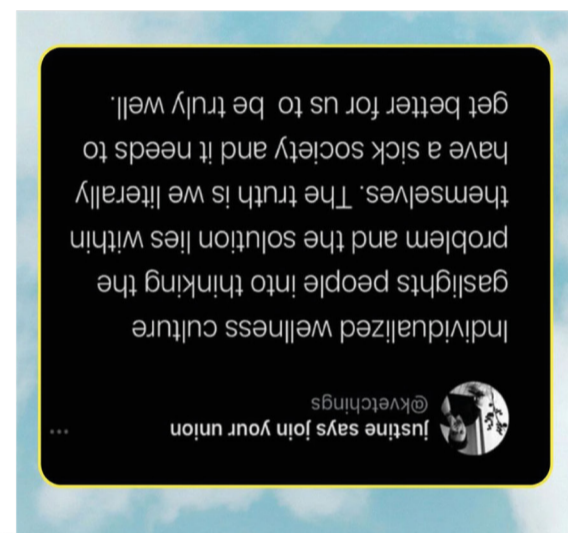 justine says join your union
@kvetchings
Individualized wellness culture
gaslights people into thinking the
problem and the solution lies within
themselves. The truth is we literally
have a sick society and it needs to
get better for us to be truly well.